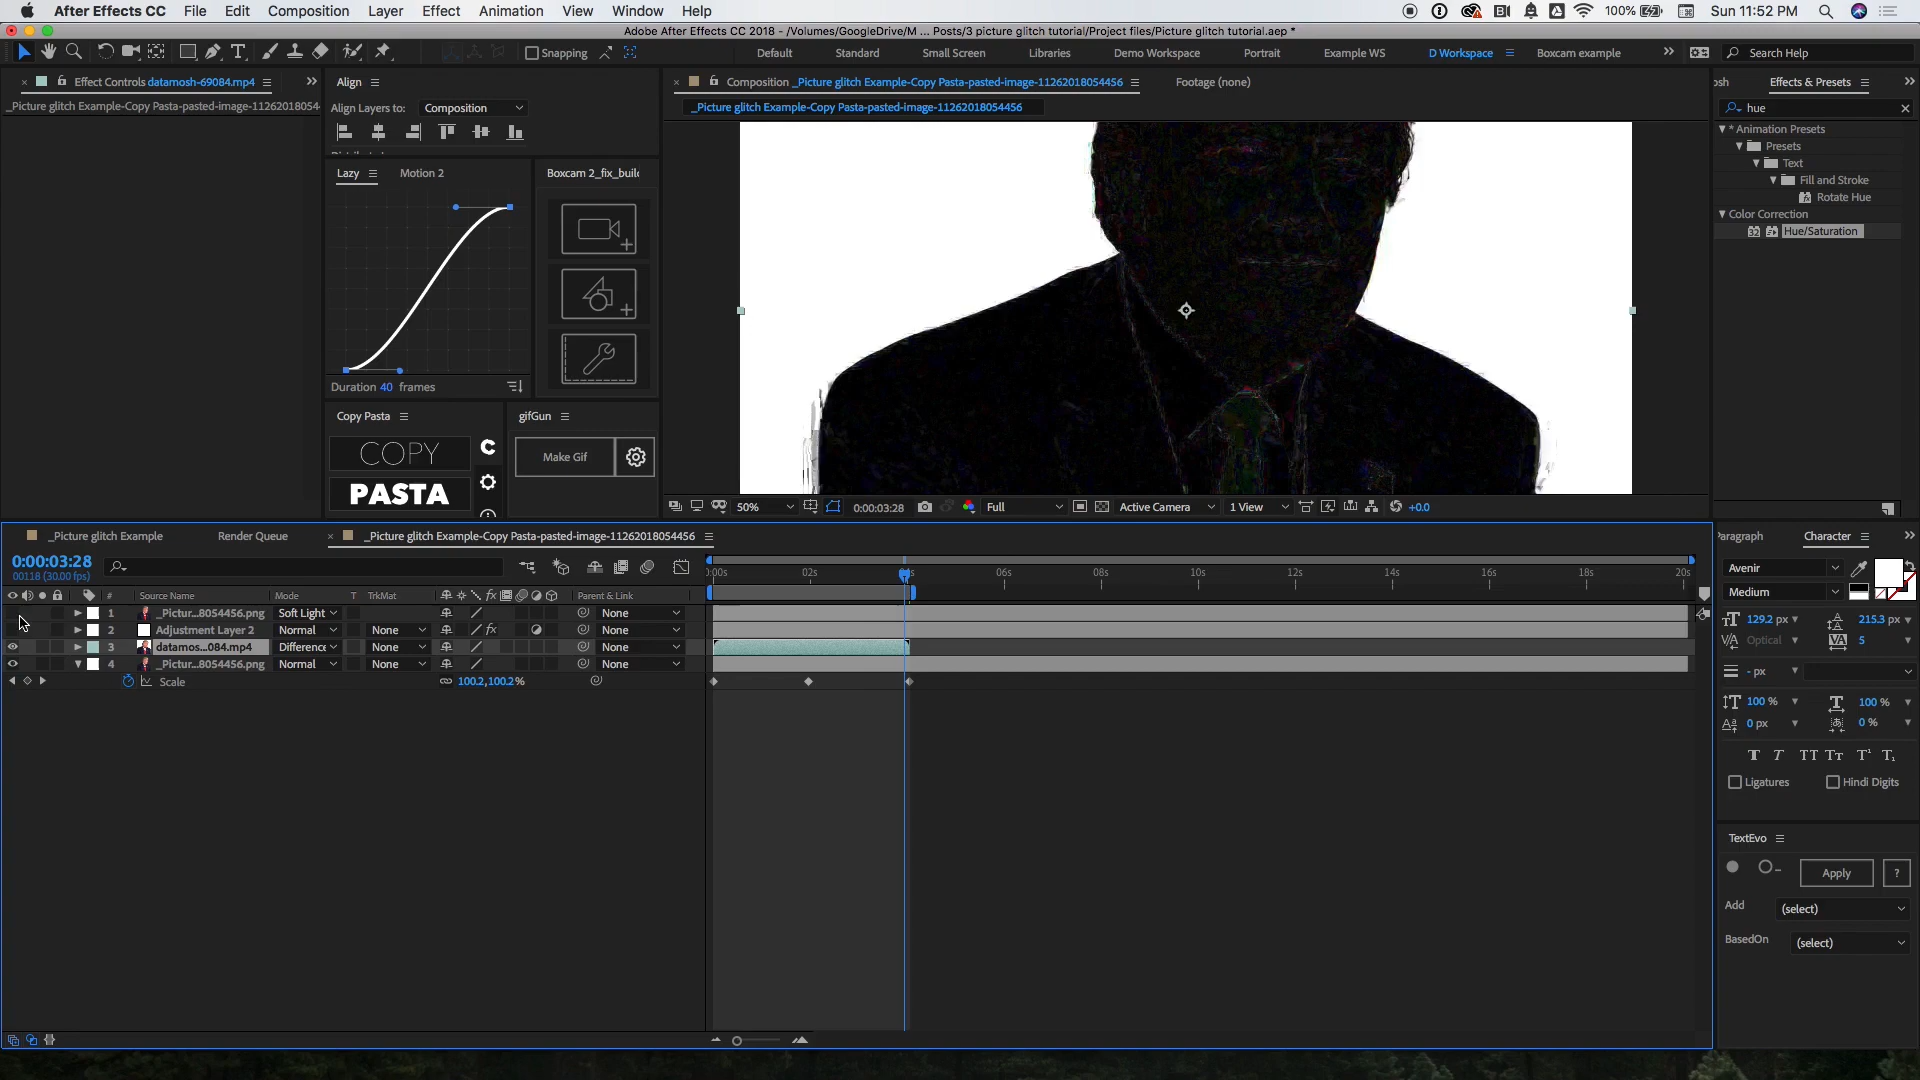 After Effects CC File Edit Composition Layer Effect Animation View Window Help 100% Sun 11:52 PM
Adobe After Effects CC 2018 - /Volumes/GoogleDrive/M ... Posts/3 picture glitch tutorial/Project files/Picture glitch tutorial.aep *
Snapping Default Standard Small Screen Libraries Demo Workspace Portrait Example WS D Workspace Boxcam example Search Help
Effect Controls datamosh-69084.mp4 Align Composition _Picture glitch Example-Copy Pasta-pasted-image-11262018054456 Footage (none) osh Effects & Presets
_Picture glitch Example-Copy Pasta-pasted-image-11262018054456 Align Layers to: Composition _Picture glitch Example-Copy Pasta-pasted-image-11262018054456 hue
* Animation Presets
Presets
Text
Fill and Stroke
Rotate Hue
Color Correction
Hue/Saturation
Lazy Motion 2 Boxcam 2_fix_build
Duration 40 frames
Copy Pasta gifGun
COPY
Make Gif
PASTA
50% 0:00:03:28 Full Active Camera 1 View +0.0
_Picture glitch Example Render Queue _Picture glitch Example-Copy Pasta-pasted-image-11262018054456
0:00:03:28
00118 (30.00 fps)
:00s 02s 06s 08s 10s 12s 14s 16s 18s 20s
# Source Name Mode T TrkMat Parent & Link
1 _Pictur...8054456.png Soft Light None
2 Adjustment Layer 2 Normal None None
3 datamos...084.mp4 Difference None None
4 _Pictur...8054456.png Normal None None
Scale 100.2,100.2%
Paragraph Character
Avenir
Medium
129.2 px 215.3 px
Optical 5
- px
100 % 100 %
0 px 0 %
Ligatures Hindi Digits
TextEvo
Apply ?
Add (select)
BasedOn (select)